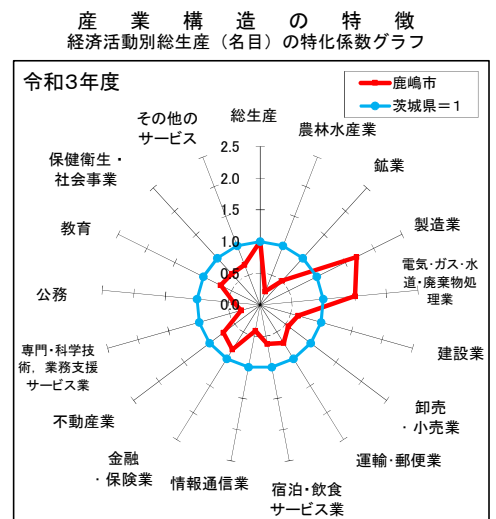 産業構造の特徴
経済活動別総生産（名目）の特化係数グラフ
令和3年度
鹿嶋市
茨城県＝１
総生産
農林水産業
鉱業
製造業
電気・ガス・水
道・廃棄物処
理業
建設業
卸売
・小売業
運輸・郵便業
宿泊・飲食
サービス業
情報通信業
金融
・保険業
不動産業
専門・科学技
術、業務支援
サービス業
公務
教育
保健衛生・
社会事業
その他の
サービス
2.5
2.0
1.5
1.0
0.5
0.0